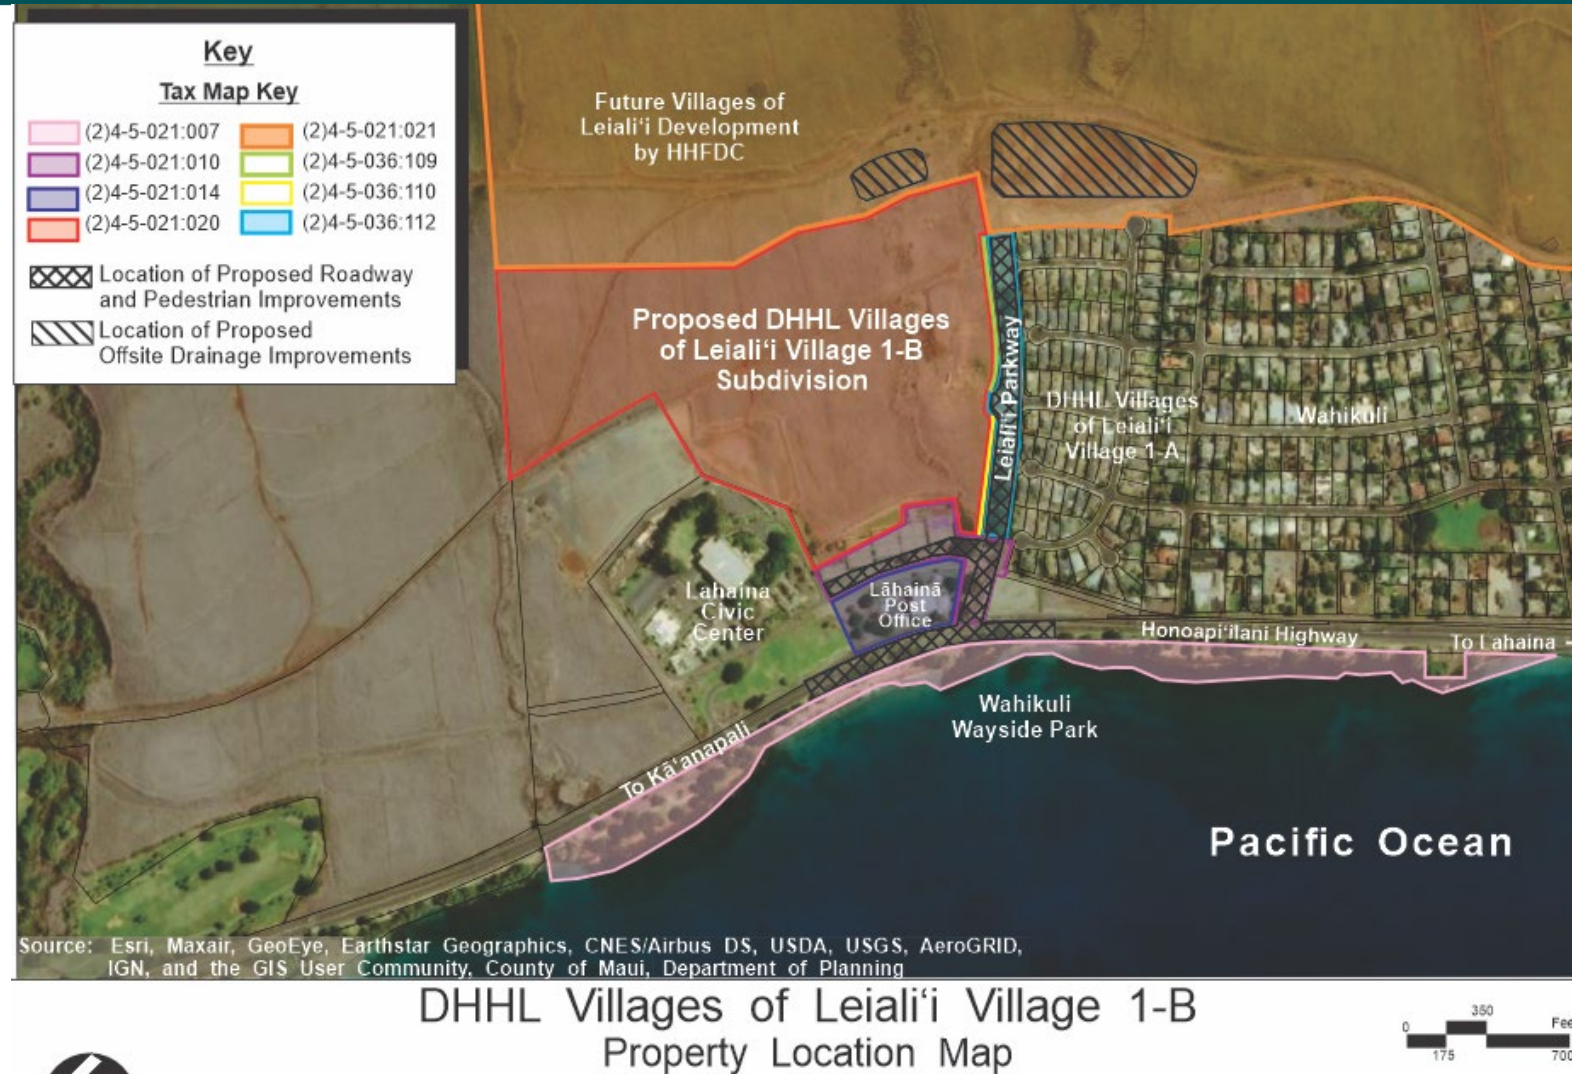 Key
Tax Map Key
(2)4-5-021:007
(2)4-5-021:010
(2)4-5-021:014
(2)4-5-021:020
(2)4-5-021:021
(2)4-5-036:109
(2)4-5-036:110
(2)4-5-036:112
Location of Proposed Roadway
and Pedestrian Improvements
Location of Proposed
Offsite Drainage Improvements
Future Villages of
Leiali‘i Development
by HHFDC
Proposed DHHL Villages
of Leiali‘i Village 1-B
Subdivision
Leiali‘i Parkway
DHHL Villages
of Leiali‘i
Village 1-A
Wahikuli
Lahaina
Civic
Center
Lāhainā
Post
Office
Honoapi‘ilani Highway
To Lahaina
To Kā‘anapali
Wahikuli
Wayside Park
Pacific Ocean
Source: Esri, Maxair, GeoEye, Earthstar Geographics, CNES/Airbus DS, USDA, USGS, AeroGRID,
IGN, and the GIS User Community, County of Maui, Department of Planning
DHHL Villages of Leiali‘i Village 1-B
Property Location Map
0 350 Fee
175 700